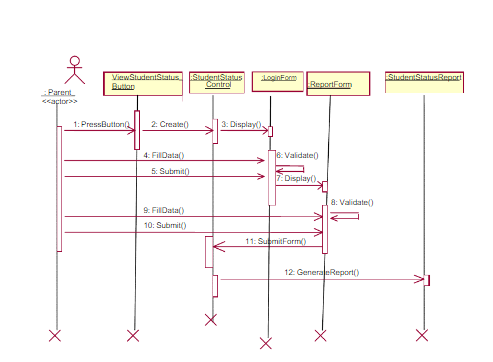 ViewStudentStatus
Button
:StudentStatus
Control
:LoginForm
:ReportForm
:StudentStatusReport
: Parent
<<actor>>
1: PressButton()
2: Create()
3: Display()
4: FillData()
6: Validate()
5: Submit()
7: Display()
8: Validate()
9: FillData()
10: Submit()
11: SubmitForm()
12: GenerateReport()